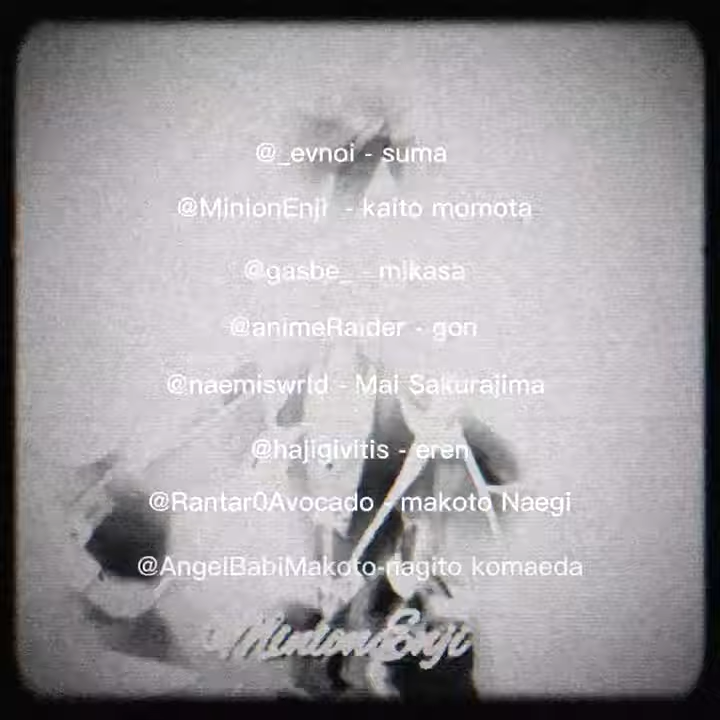 @_evnoi - suma
@MinionEnji - kaito momota
@gasbe_ - mikasa
@animeRaider - gon
@naemiswrld - Mai Sakurajima
@hajigivitis - eren
@Rantar0Avocado - makoto Naegi
@AngelBabiMakoto-nagito komaeda
MinionEnji